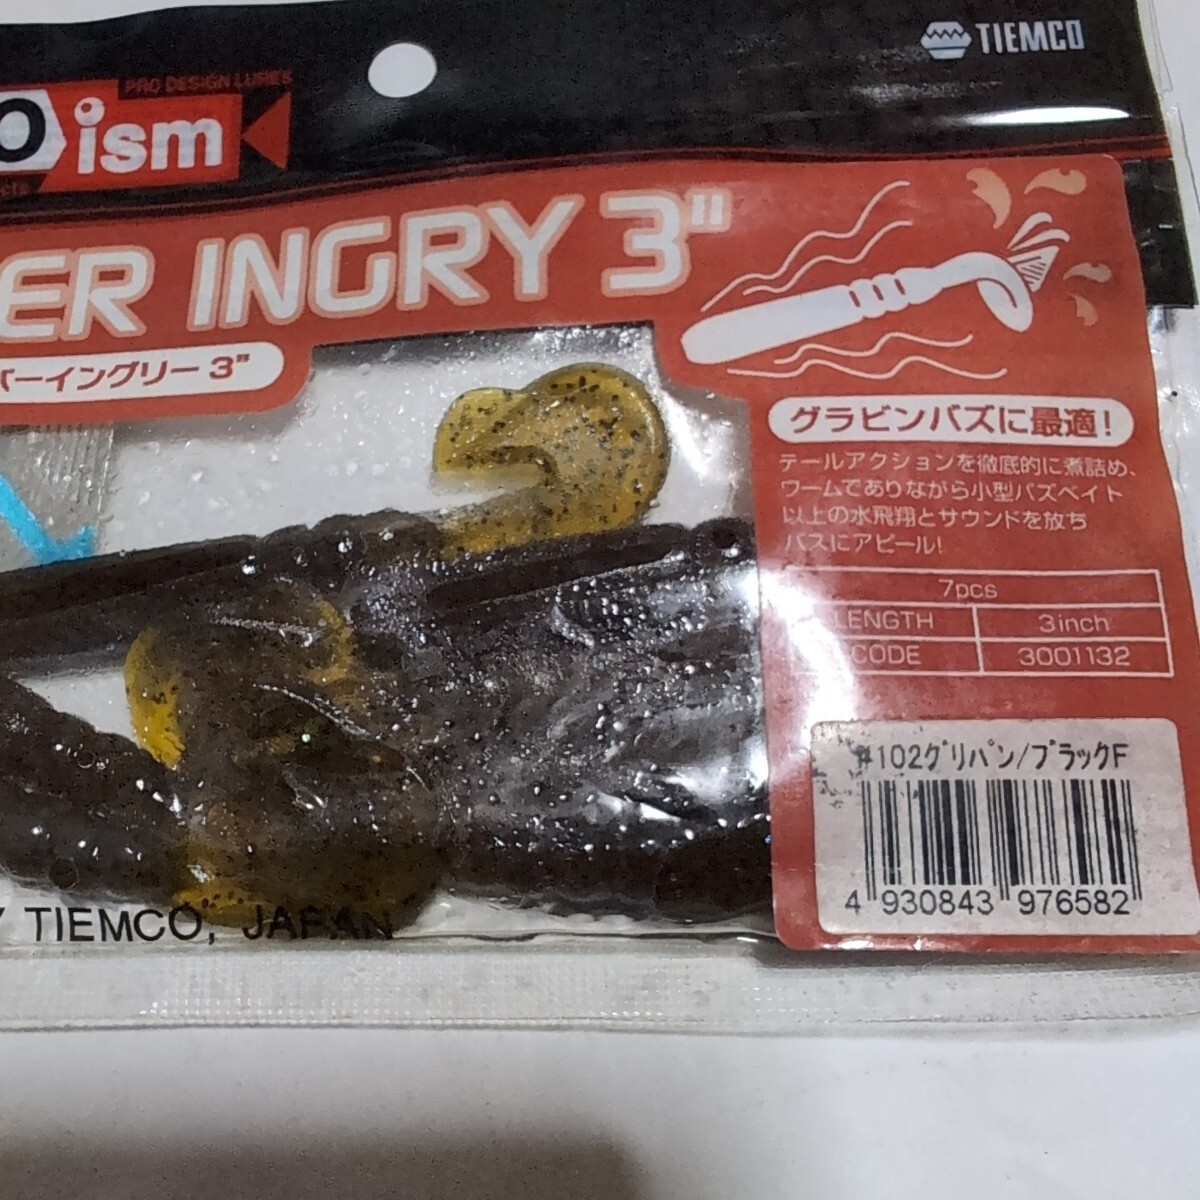 TIEMCO
PRO DESIGN LURES
ism
ER INGRY 3"
バーイングリー 3"
グラビンバズに最適!
テールアクションを徹底的に煮詰め、
ワームでありながら小型バズベイト
以上の水飛翔とサウンドを放ち
バスにアピール!
7pcs
LENGTH 3inch
CODE 3001132
#102グリパン/ブラックF
4 930843 976582
TIEMCO, JAPAN